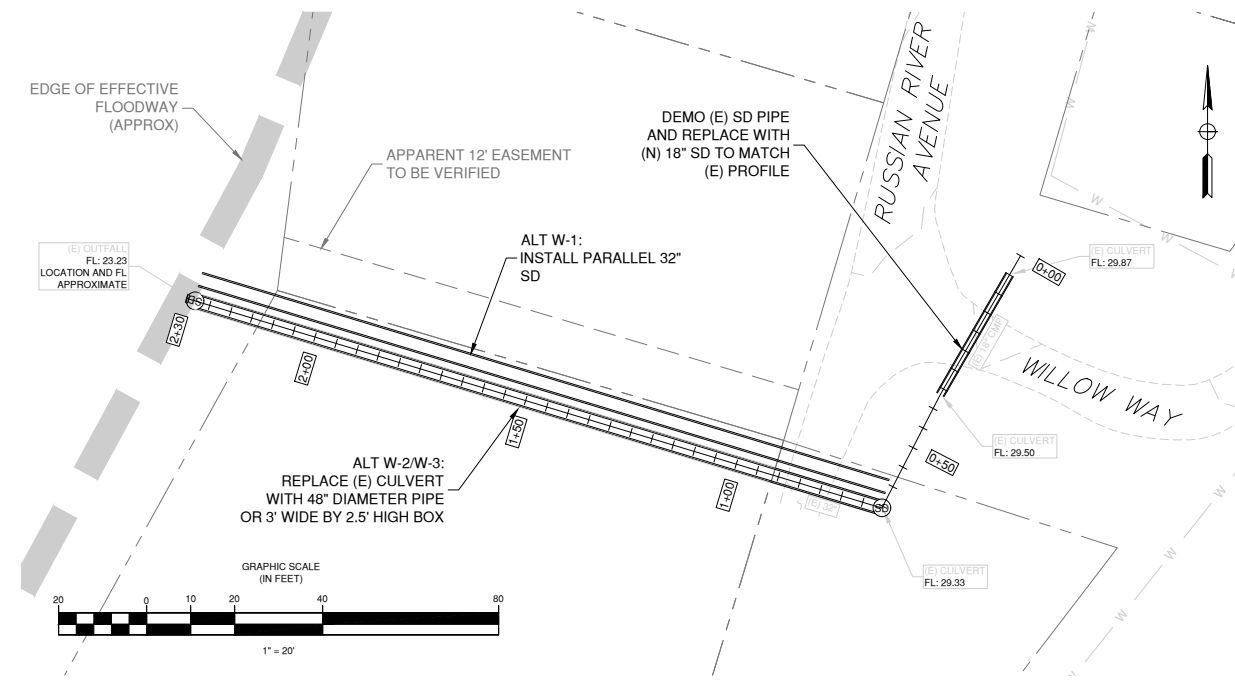 EDGE OF EFFECTIVE
FLOODWAY
(APPROX)
APPARENT 12' EASEMENT
TO BE VERIFIED
DEMO (E) SD PIPE
AND REPLACE WITH
(N) 18" SD TO MATCH
(E) PROFILE
RUSSIAN RIVER
AVENUE
W
W
W
W
W
(E) OUTFALL
FL: 23.23
LOCATION AND FL
APPROXIMATE
ALT W-1:
INSTALL PARALLEL 32"
SD
(E) CULVERT
FL: 29.87
0+00
(E) 18" CMP
WILLOW WAY
2+30
2+00
1+50
1+00
0+50
(E) CULVERT
FL: 29.50
ALT W-2/W-3:
REPLACE (E) CULVERT
WITH 48" DIAMETER PIPE
OR 3' WIDE BY 2.5' HIGH BOX
(E) 32"
SD
(E) CULVERT
FL: 29.33
W
W
W
W
GRAPHIC SCALE
(IN FEET)
20 0 10 20 40 80
1" = 20'